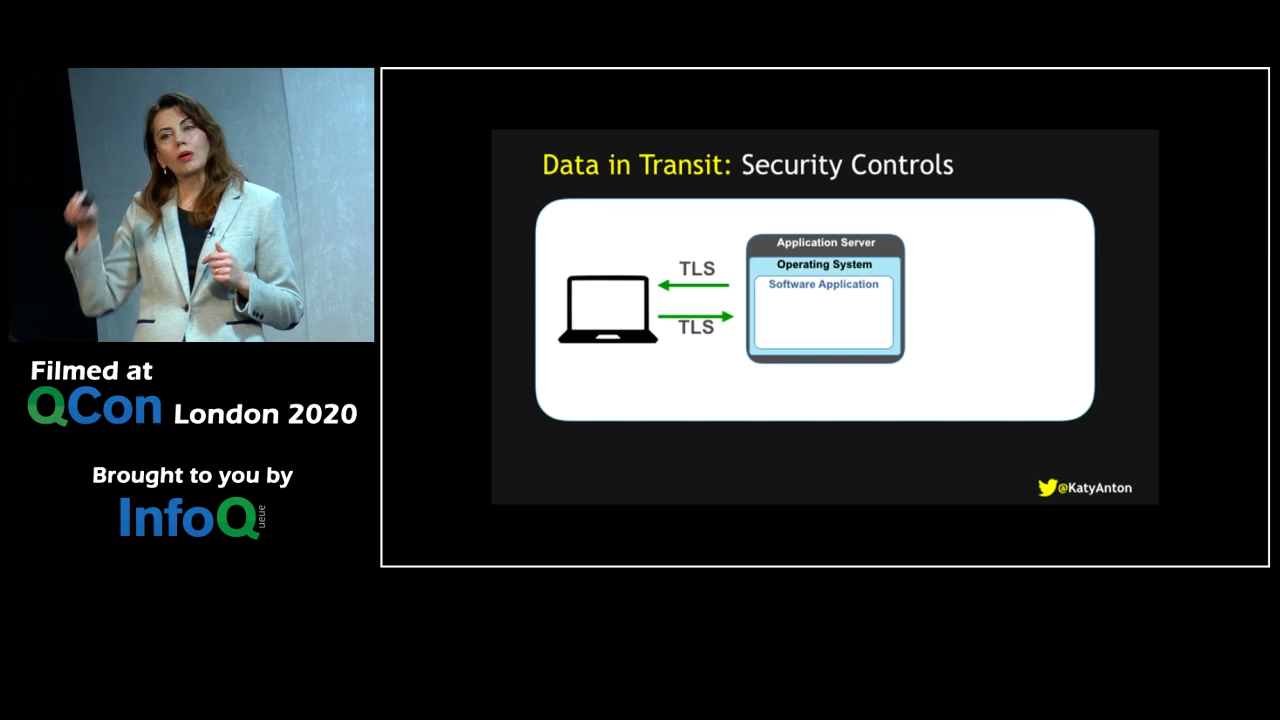 Data in Transit: Security Controls
Application Server
Operating System
Software Application
TLS
TLS
@KatyAnton
Filmed at
QCon London 2020
Brought to you by
InfoQueue